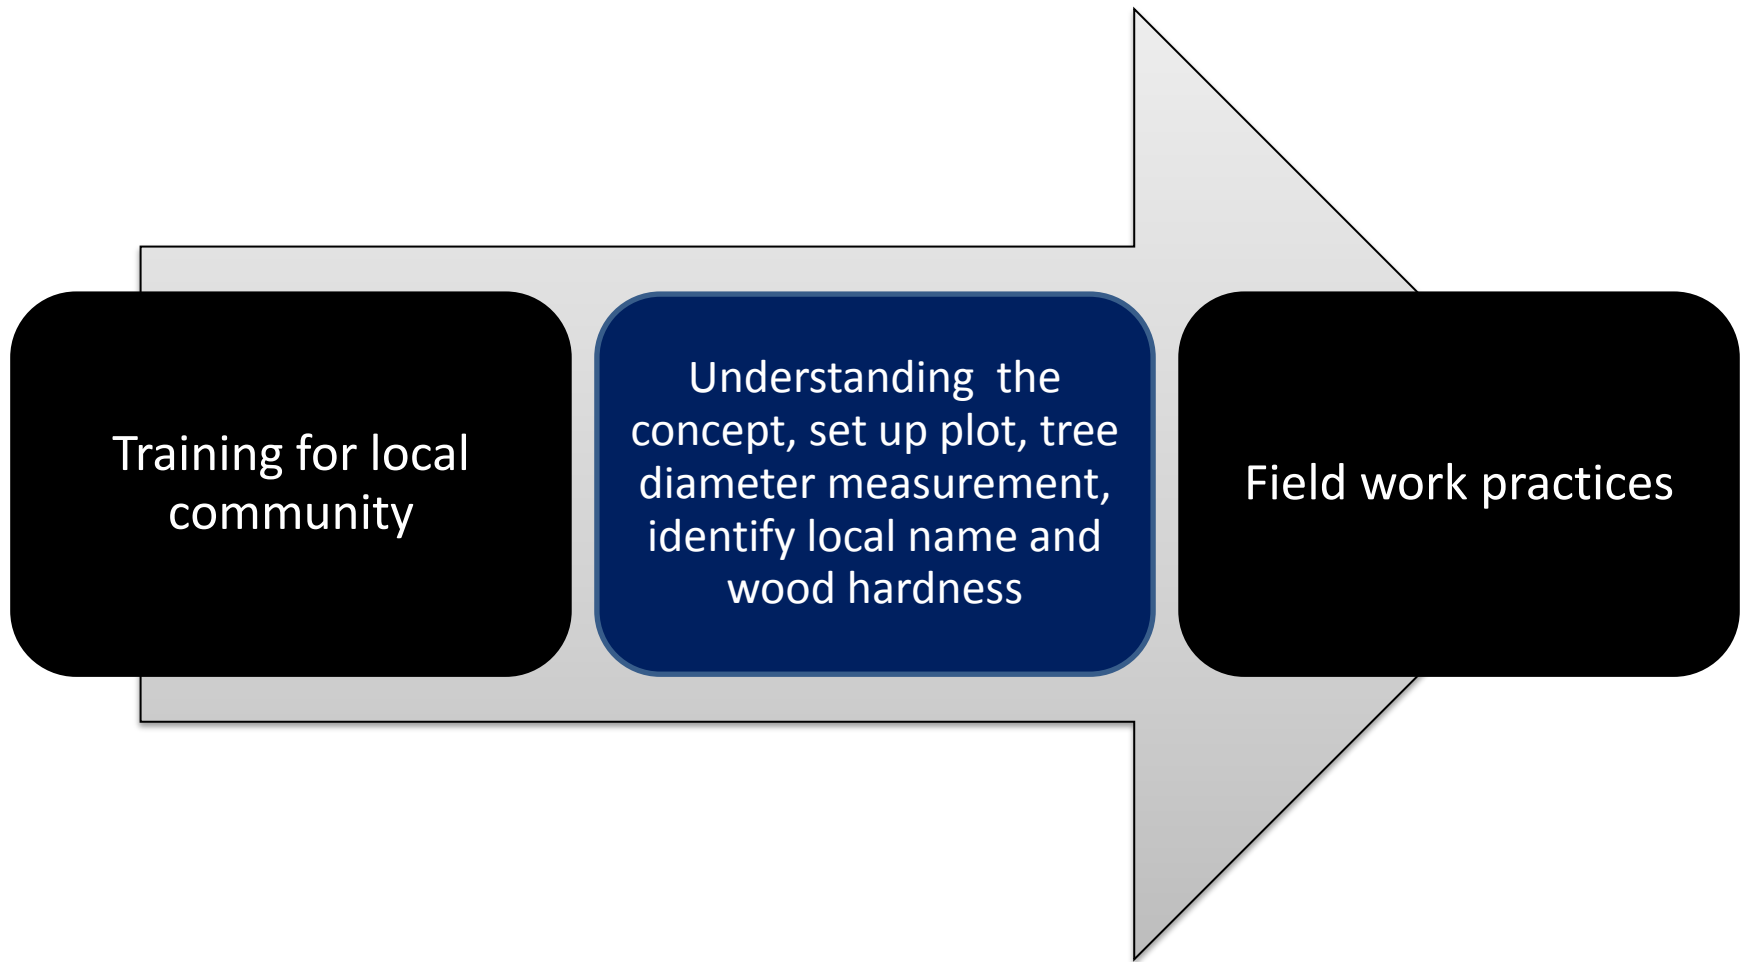 Training for local
community
Understanding  the
concept, set up plot, tree
diameter measurement,
identify local name and
wood hardness
Field work practices